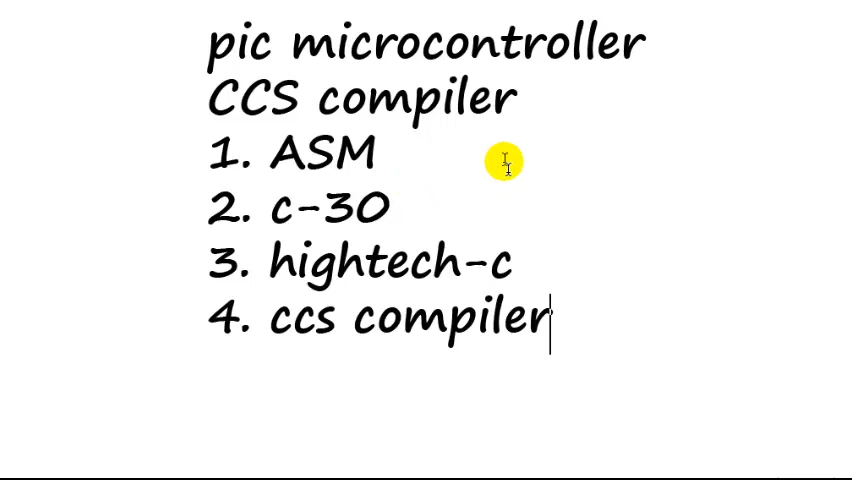 pic microcontroller
CCS compiler
1. ASM
2. c-30
3. hightech-c
4. ccs compiler